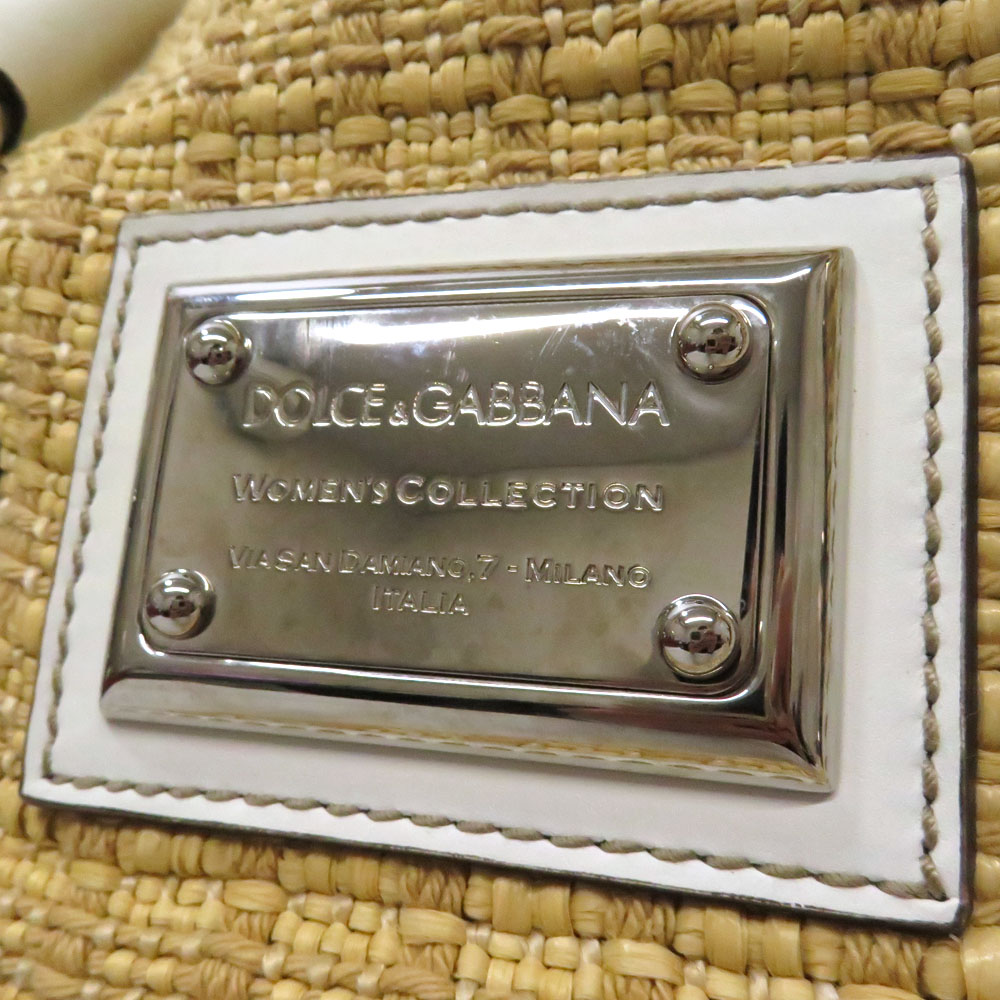 DOLCE & GABBANA
WOMEN'S COLLECTION
VIA SAN DAMIANO, 7 - MILANO
ITALIA